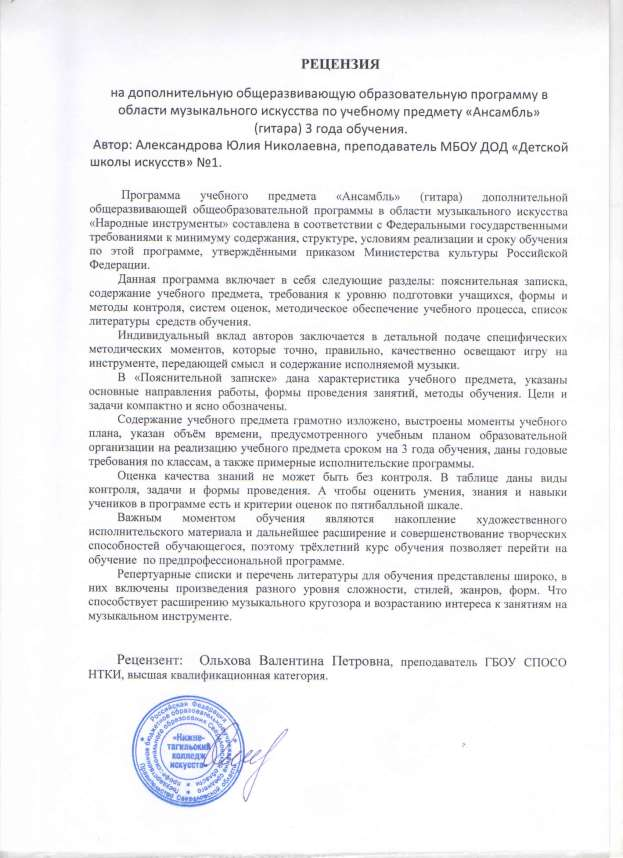 РЕЦЕНЗИЯ
на дополнительную общеразвивающую образовательную программу в
области музыкального искусства по учебному предмету «Ансамбль»
(гитара) 3 года обучения.
Автор: Александрова Юлия Николаевна, преподаватель МБОУ ДОД «Детской
школы искусств» №1.
Программа учебного предмета «Ансамбль» (гитара) дополнительной
общеразвивающей общеобразовательной программы в области музыкального искусства
«Народные инструменты» составлена в соответствии с Федеральными государственными
требованиями к минимуму содержания, структуре, условиям реализации и сроку обучения
по этой программе, утверждёнными приказом Министерства культуры Российской
Федерации.
Данная программа включает в себя следующие разделы: пояснительная записка,
содержание учебного предмета, требования к уровню подготовки учащихся, формы и
методы контроля, систем оценок, методическое обеспечение учебного процесса, список
литературы средств обучения.
Индивидуальный вклад авторов заключается в детальной подаче специфических
методических моментов, которые точно, правильно, качественно освещают игру на
инструменте, передающей смысл и содержание исполняемой музыки.
В «Пояснительной записке» дана характеристика учебного предмета, указаны
основные направления работы, формы проведения занятий, методы обучения. Цели и
задачи компактно и ясно обозначены.
Содержание учебного предмета грамотно изложено, выстроены моменты учебного
плана, указан объём времени, предусмотренного учебным планом образовательной
организации на реализацию учебного предмета сроком на 3 года обучения, даны годовые
требования по классам, а также примерные исполнительские программы.
Оценка качества знаний не может быть без контроля. В таблице даны виды
контроля, задачи и формы проведения. А чтобы оценить умения, знания и навыки
учеников в программе есть и критерии оценок по пятибалльной шкале.
Важным моментом обучения являются накопление художественного
исполнительского материала и дальнейшее расширение и совершенствование творческих
способностей обучающегося, поэтому трёхлетний курс обучения позволяет перейти на
обучение по предпрофессиональной программе.
Репертуарные списки и перечень литературы для обучения представлены широко, в
них включены произведения разного уровня сложности, стилей, жанров, форм. Что
способствует расширению музыкального кругозора и возрастанию интереса к занятиям на
музыкальном инструменте.
Рецензент: Ольхова Валентина Петровна, преподаватель ГБОУ СПОСО
НТКИ, высшая квалификационная категория.
Российская Федерация
«Нижне-
тагильский
колледж
искусств»